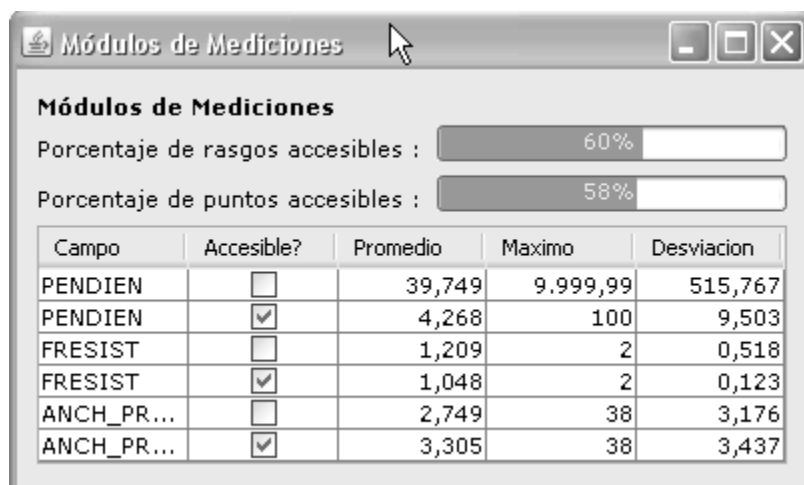 Módulos de Mediciones
Módulos de Mediciones
Porcentaje de rasgos accesibles : 60%
Porcentaje de puntos accesibles : 58%
Campo Accesible? Promedio Maximo Desviacion
PENDIEN 39,749 9.999,99 515,767
PENDIEN 4,268 100 9,503
FRESIST 1,209 2 0,518
FRESIST 1,048 2 0,123
ANCH_PR... 2,749 38 3,176
ANCH_PR... 3,305 38 3,437